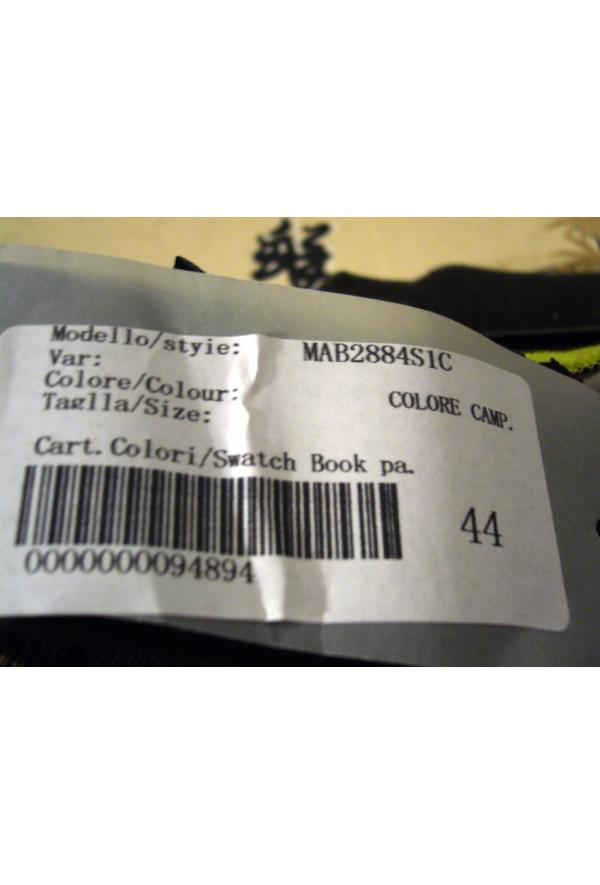 Modello/styie: MAB2884S1C
Var:
Colore/Colour: COLORE CAMP.
Taglla/Size:
Cart. Colori/Swatch Book pa.
44
0000000094894